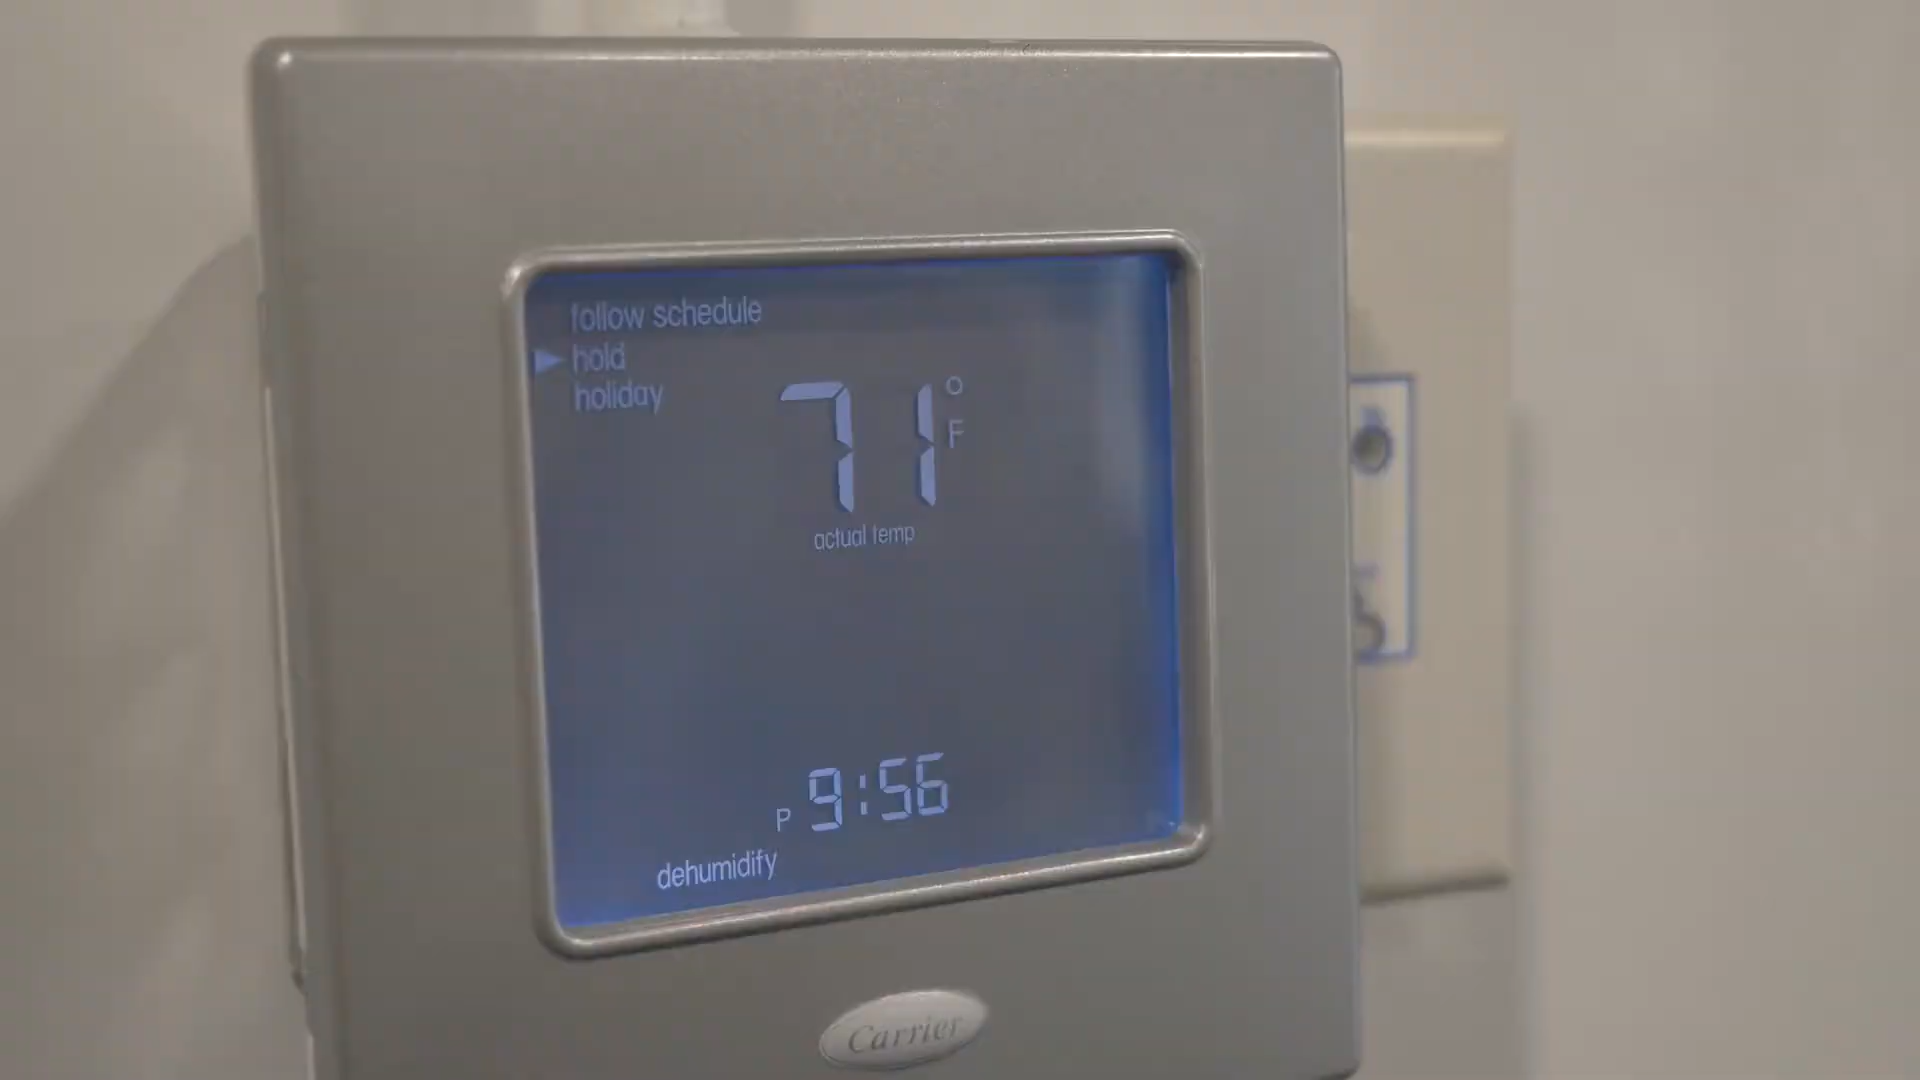 follow schedule
▶ hold
holiday
71°F
actual temp
P 9:56
dehumidify
Carrier